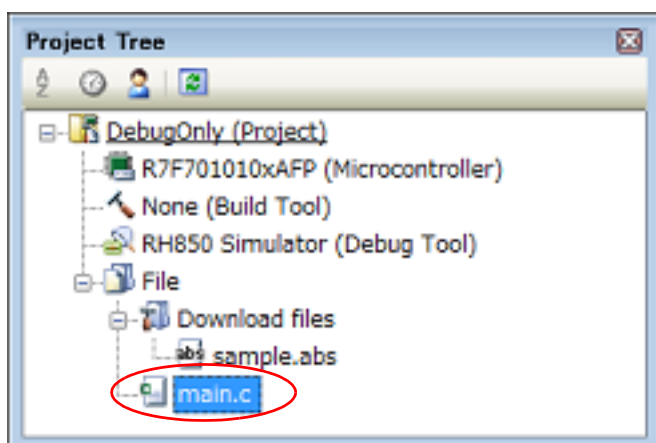 Project Tree
DebugOnly (Project)
R7F701010xAFP (Microcontroller)
None (Build Tool)
RH850 Simulator (Debug Tool)
File
Download files
abs sample.abs
c main.c